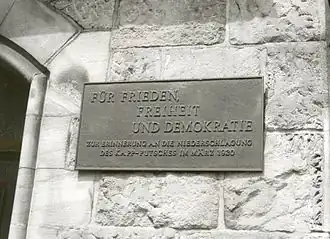 FÜR FRIEDEN,
FREIHEIT
UND DEMOKRATIE
ZUR ERINNERUNG AN DIE NIEDERSCHLAGUNG
DES KAPP-PUTSCHES IM MÄRZ 1920